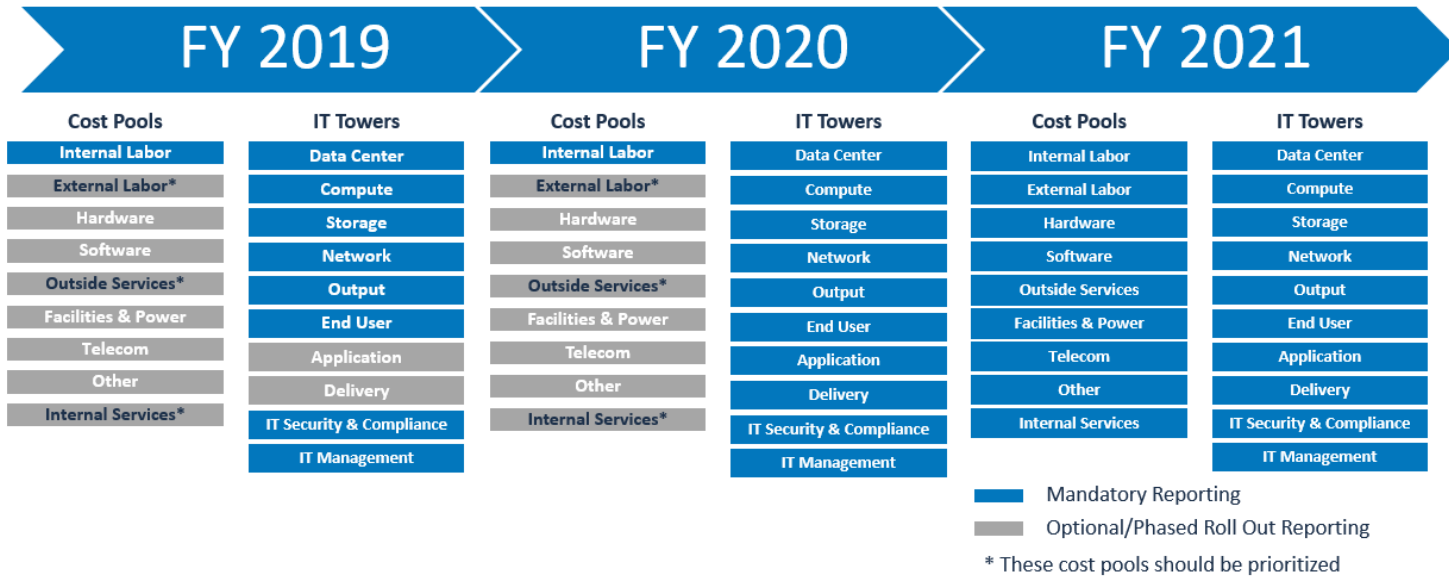 FY 2019
FY 2020
FY 2021
Cost Pools
Internal Labor
External Labor*
Hardware
Software
Outside Services*
Facilities & Power
Telecom
Other
Internal Services*
IT Towers
Data Center
Compute
Storage
Network
Output
End User
Application
Delivery
IT Security & Compliance
IT Management
Cost Pools
Internal Labor
External Labor*
Hardware
Software
Outside Services*
Facilities & Power
Telecom
Other
Internal Services*
IT Towers
Data Center
Compute
Storage
Network
Output
End User
Application
Delivery
IT Security & Compliance
IT Management
Cost Pools
Internal Labor
External Labor
Hardware
Software
Outside Services
Facilities & Power
Telecom
Other
Internal Services
IT Towers
Data Center
Compute
Storage
Network
Output
End User
Application
Delivery
IT Security & Compliance
IT Management
Mandatory Reporting
Optional/Phased Roll Out Reporting
* These cost pools should be prioritized